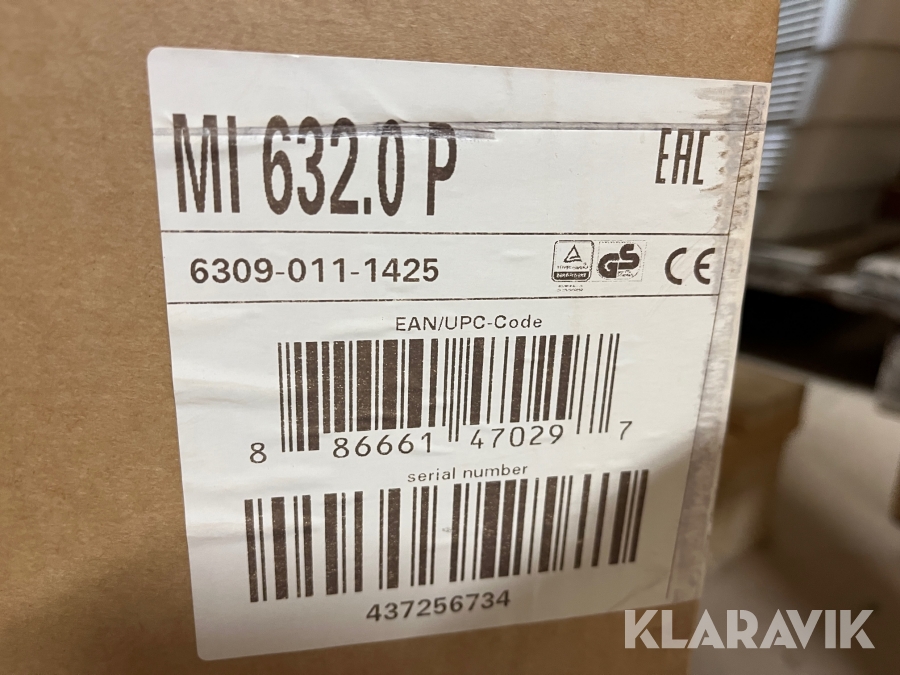 MI 632.0 P
EAC
6309-011-1425
GS
CE
EAN/UPC-Code
8 86661 47029 7
serial number
437256734
KLARAVIK